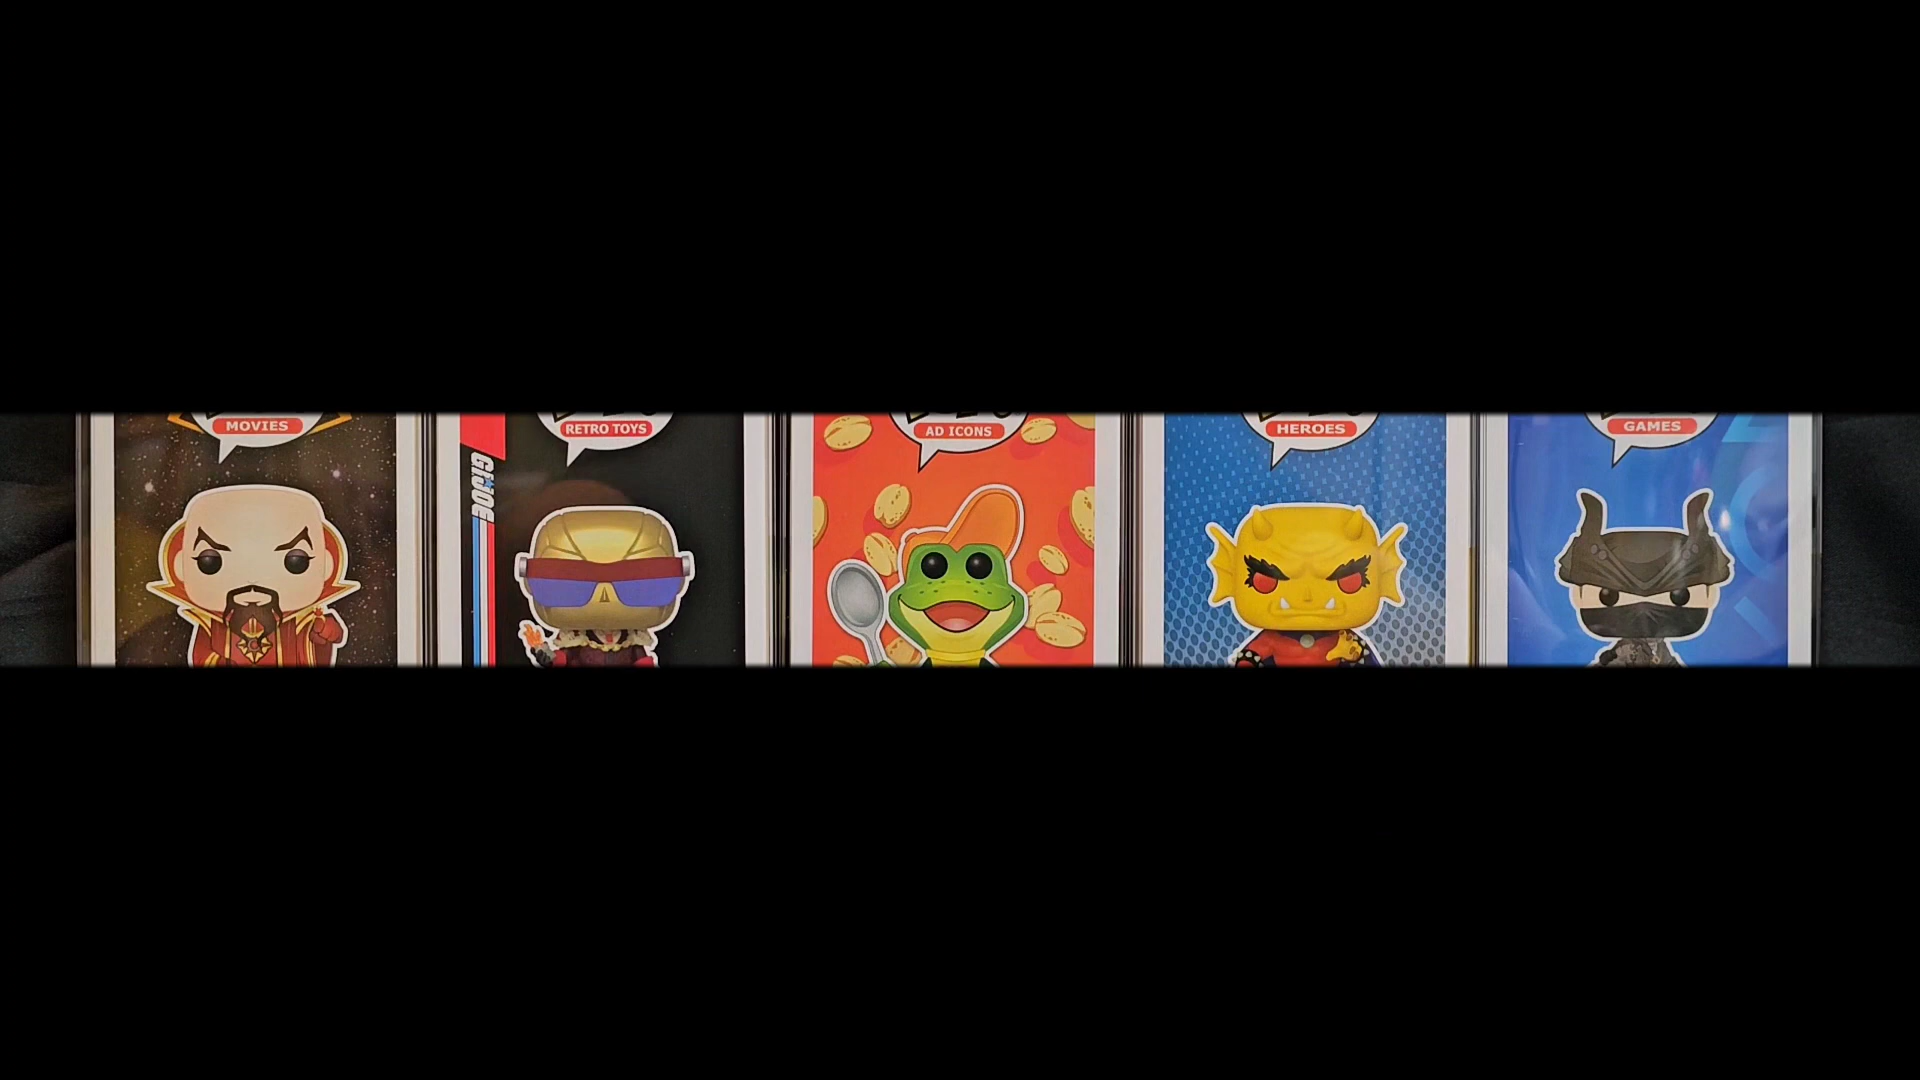 MOVIES
RETRO TOYS
AD ICONS
HEROES
GAMES
G.I.JOE